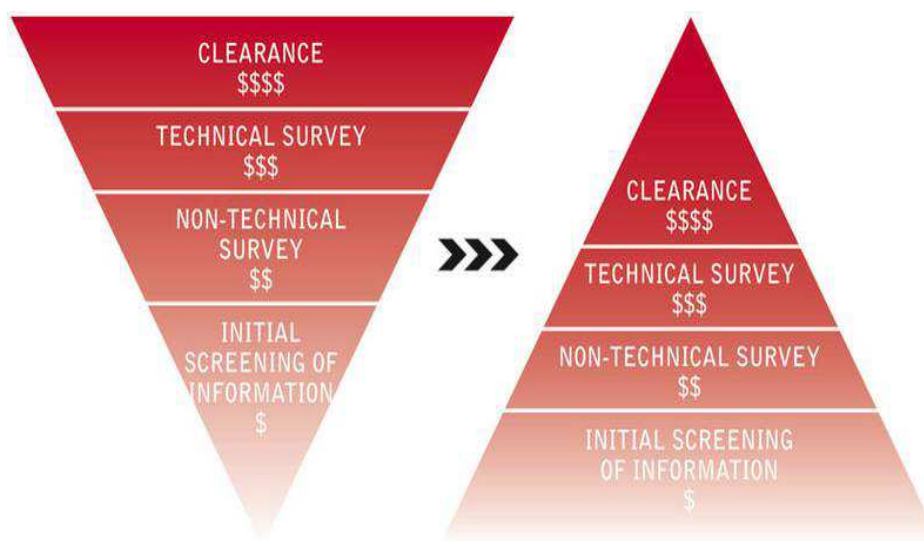 CLEARANCE
$$$$
TECHNICAL SURVEY
$$$
NON-TECHNICAL
SURVEY
$$
INITIAL
SCREENING OF
INFORMATION
$
CLEARANCE
$$$$
TECHNICAL SURVEY
$$$
NON-TECHNICAL SURVEY
$$
INITIAL SCREENING
OF INFORMATION
$